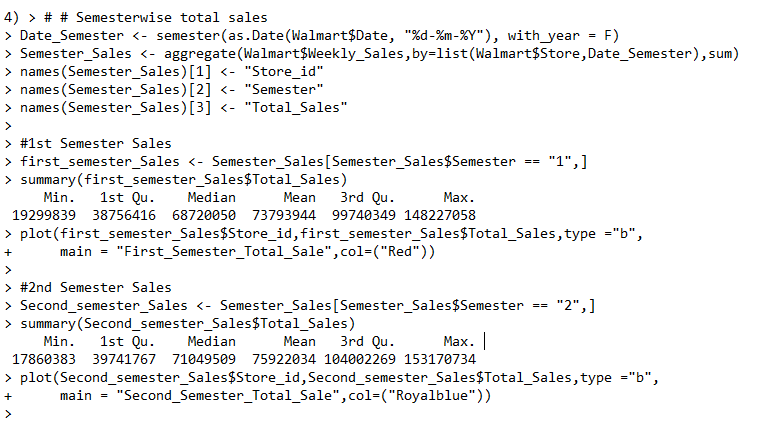 4) > # # Semesterwise total sales
> Date_Semester <- semester(as.Date(Walmart$Date, "%d-%m-%Y"), with_year = F)
> Semester_Sales <- aggregate(Walmart$Weekly_Sales,by=list(Walmart$Store,Date_Semester),sum)
> names(Semester_Sales)[1] <- "Store_id"
> names(Semester_Sales)[2] <- "Semester"
> names(Semester_Sales)[3] <- "Total_Sales"
>
> #1st Semester Sales
> first_semester_Sales <- Semester_Sales[Semester_Sales$Semester == "1",]
> summary(first_semester_Sales$Total_Sales)
     Min.   1st Qu.    Median      Mean   3rd Qu.      Max.
 19299839  38756416  68720050  73793944  99740349 148227058
> plot(first_semester_Sales$Store_id,first_semester_Sales$Total_Sales,type ="b",
+      main = "First_Semester_Total_Sale",col=("Red"))
>
> #2nd Semester Sales
> Second_semester_Sales <- Semester_Sales[Semester_Sales$Semester == "2",]
> summary(Second_semester_Sales$Total_Sales)
     Min.   1st Qu.    Median      Mean   3rd Qu.      Max.
 17860383  39741767  71049509  75922034 104002269 153170734
> plot(Second_semester_Sales$Store_id,Second_semester_Sales$Total_Sales,type ="b",
+      main = "Second_Semester_Total_Sale",col=("Royalblue"))
>